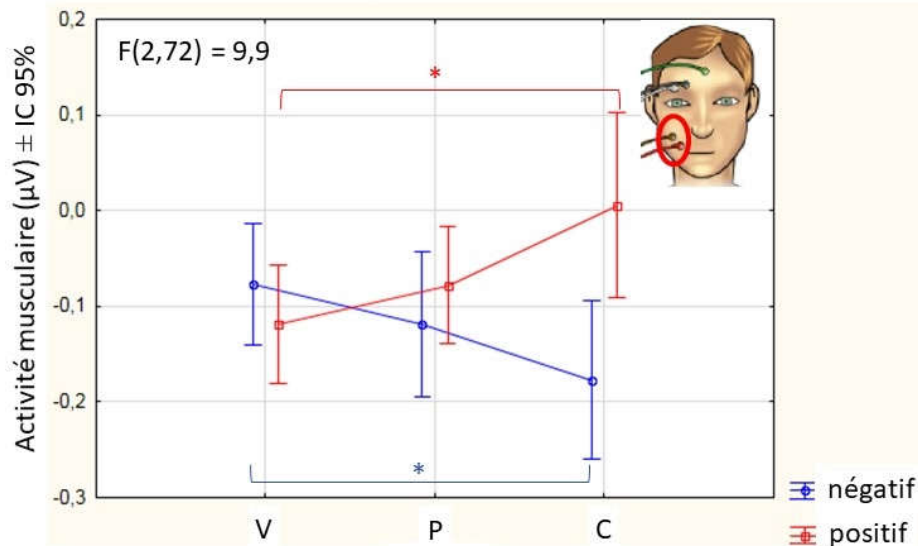 Activité musculaire (µV) ± IC 95%
0,2
0,1
0,0
-0,1
-0,2
-0,3
F(2,72) = 9,9
*
*
V P C
négatif
positif